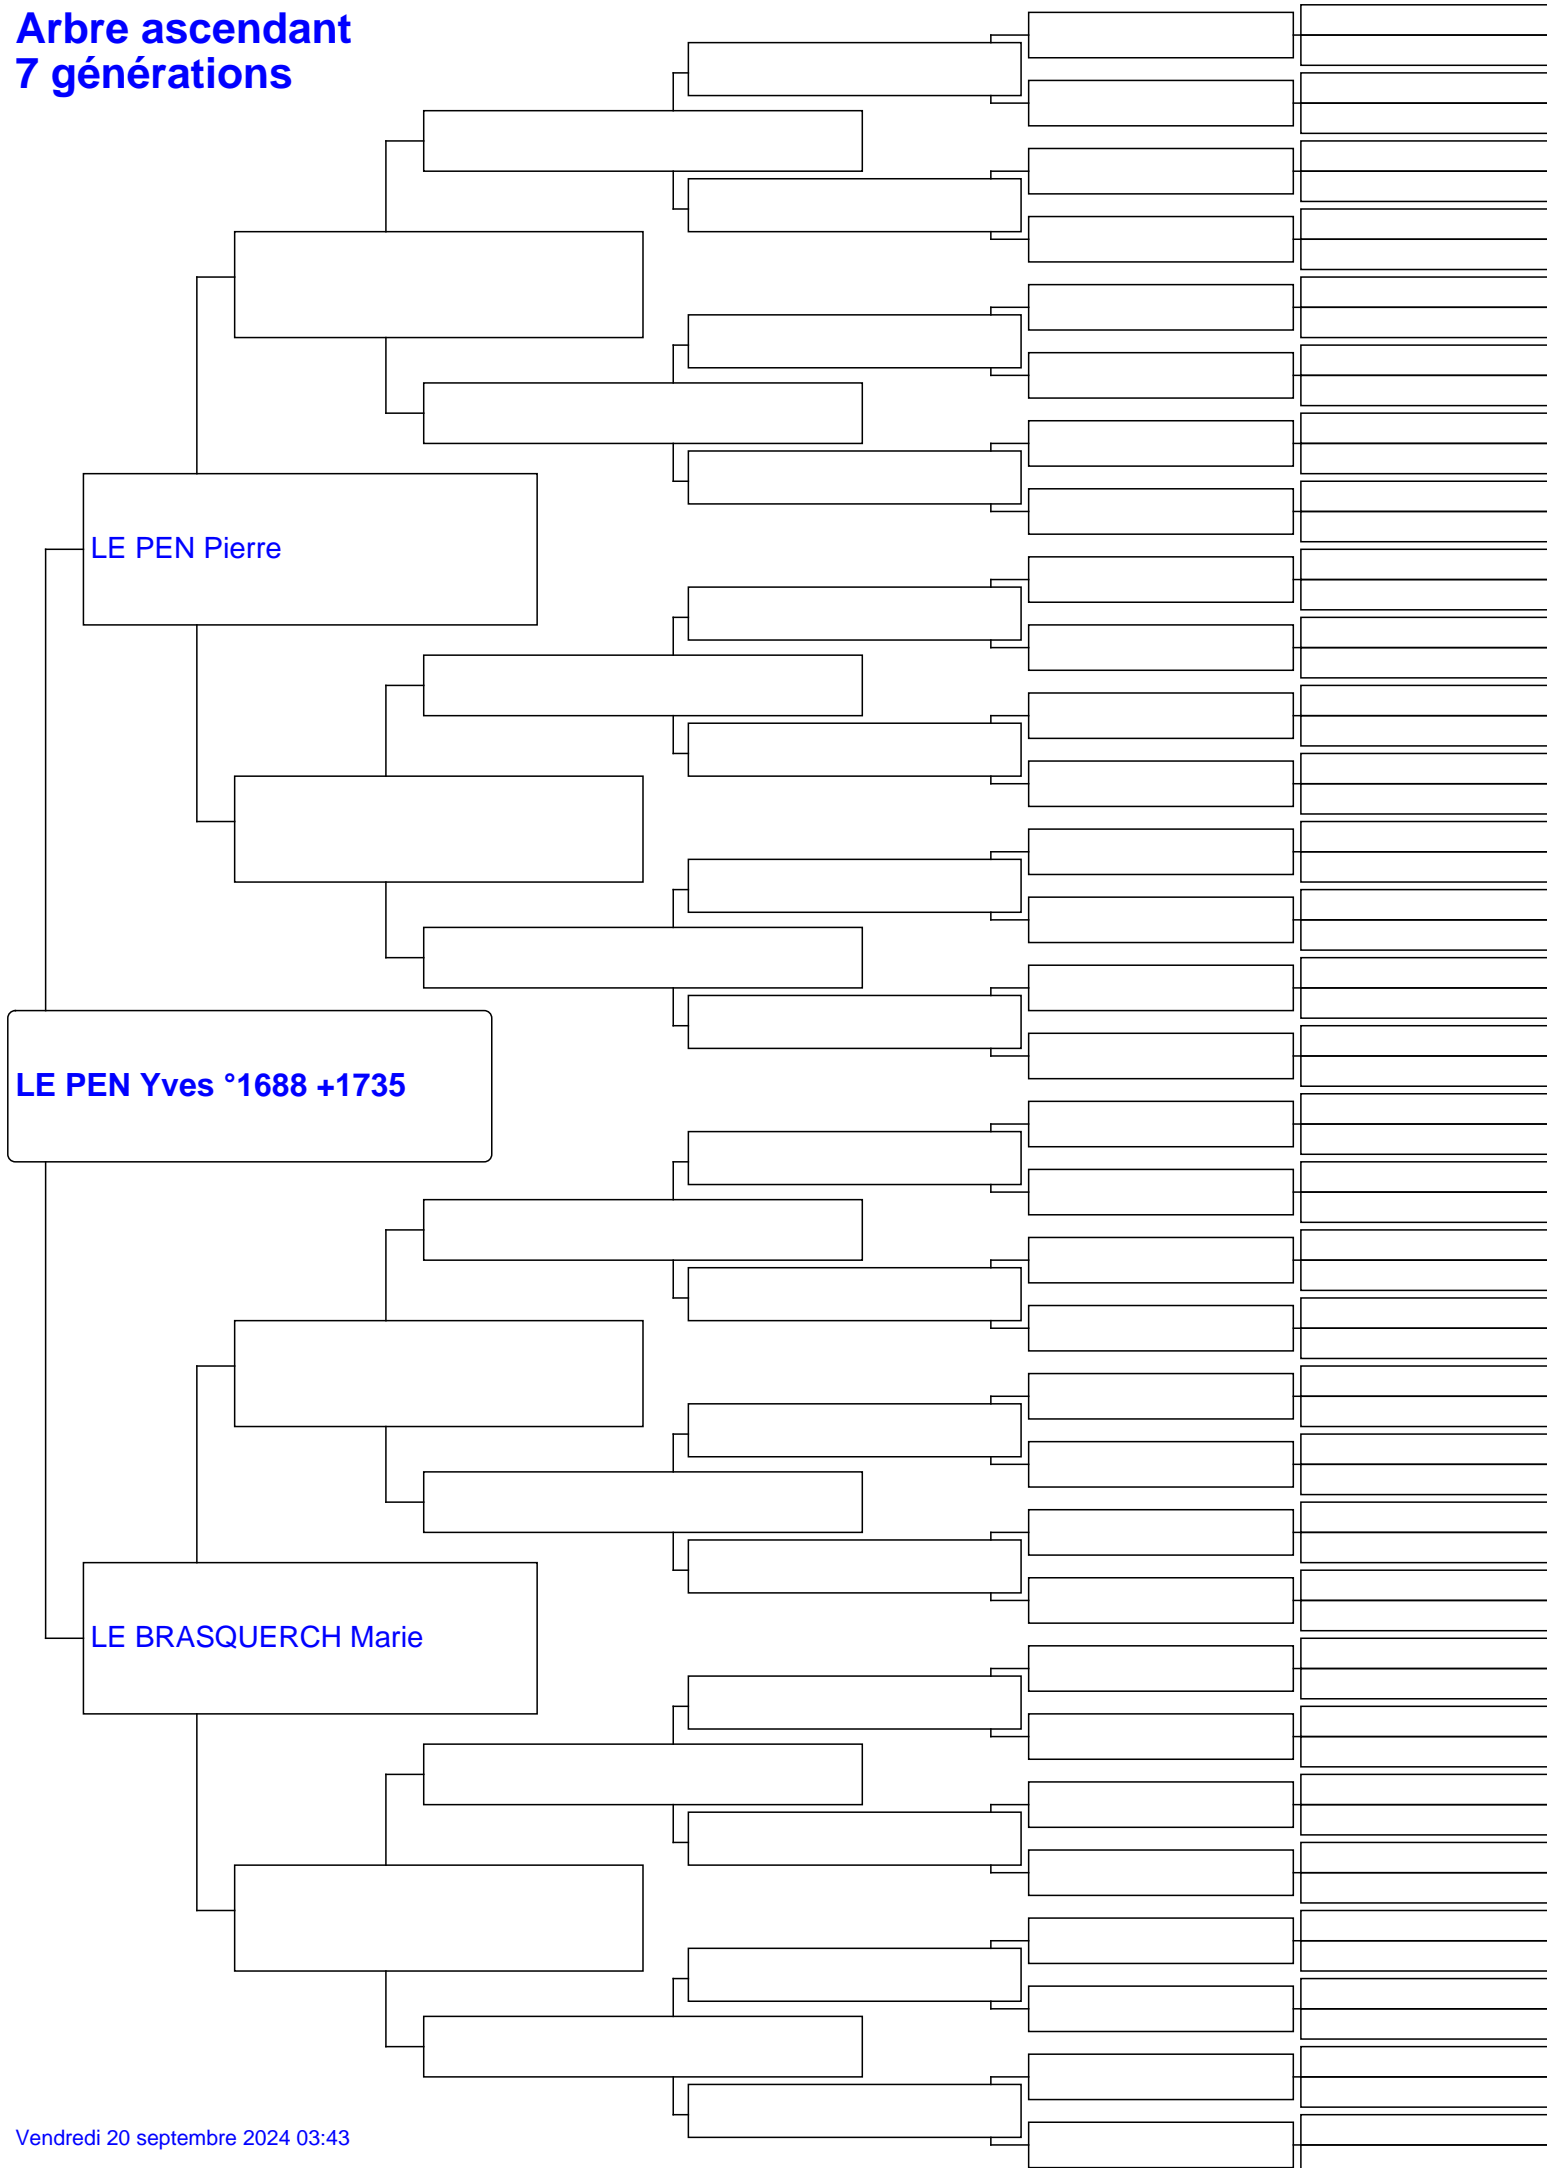 Arbre ascendant
7 générations
LE PEN Pierre
LE PEN Yves °1688 +1735
LE BRASQUERCH Marie
Vendredi 20 septembre 2024 03:43